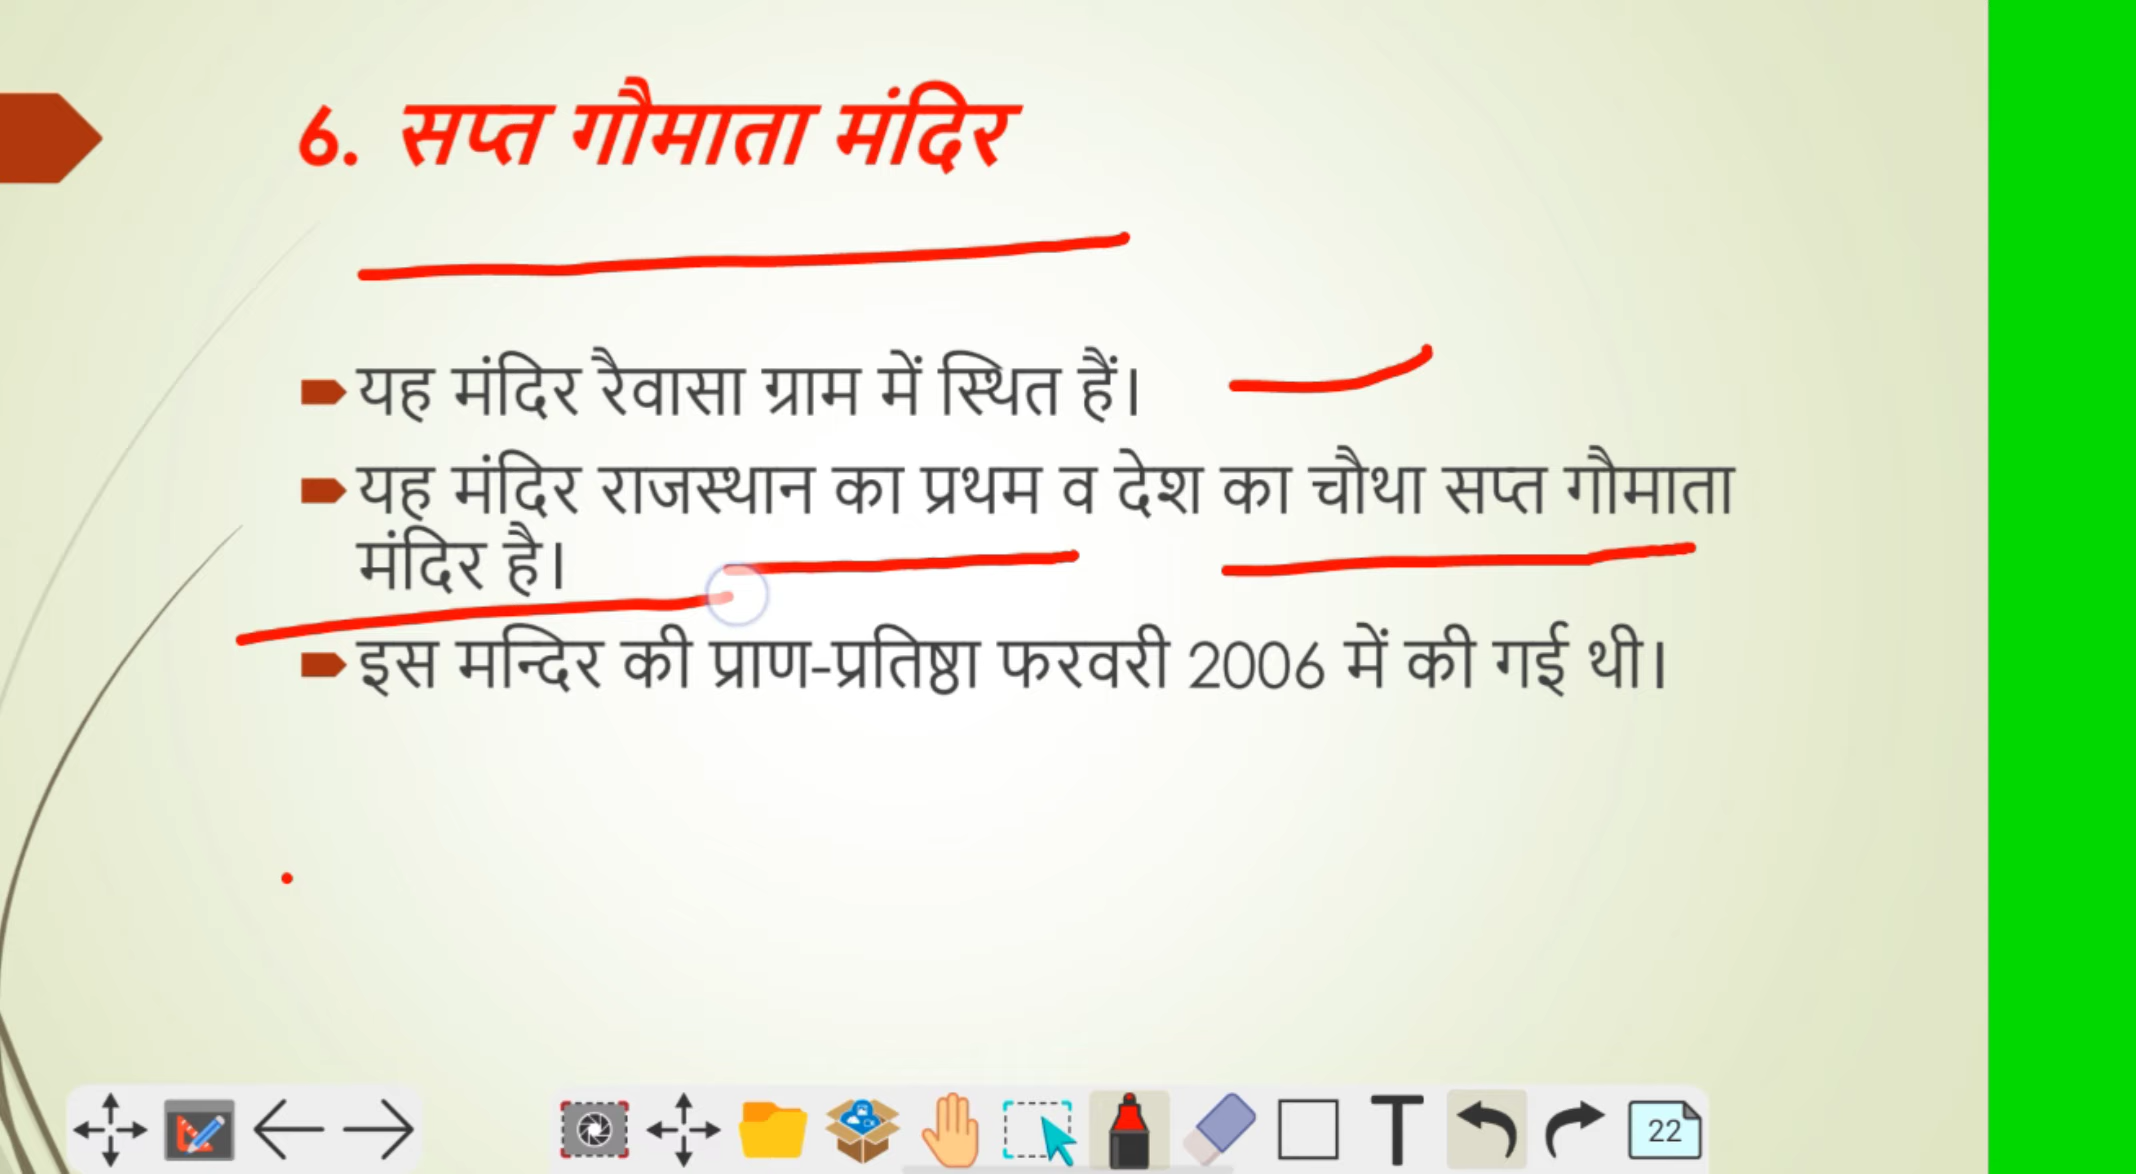 6. सप्त गौमाता मंदिर
यह मंदिर रैवासा ग्राम में स्थित हैं।
यह मंदिर राजस्थान का प्रथम व देश का चौथा सप्त गौमाता
मंदिर है।
इस मन्दिर की प्राण-प्रतिष्ठा फरवरी 2006 में की गई थी।
T
22